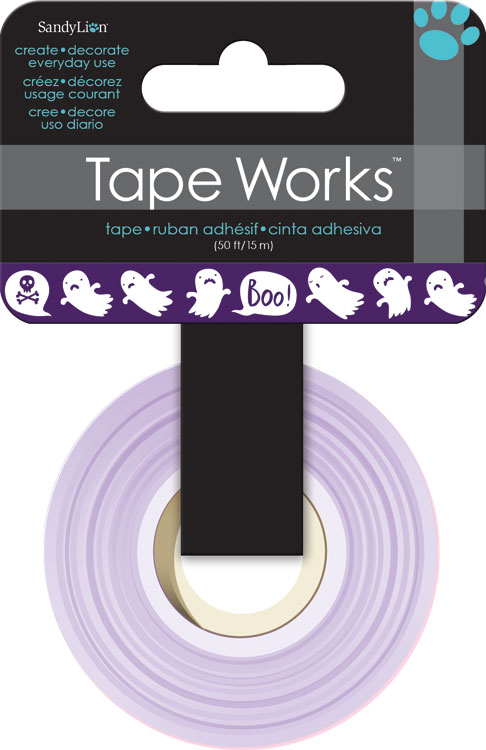 SandyLion®
create•decorate
everyday use
créez•décorez
usage courant
cree•decore
uso diario
Tape Works™
tape•ruban adhésif•cinta adhesiva
(50 ft/15 m)
Boo!